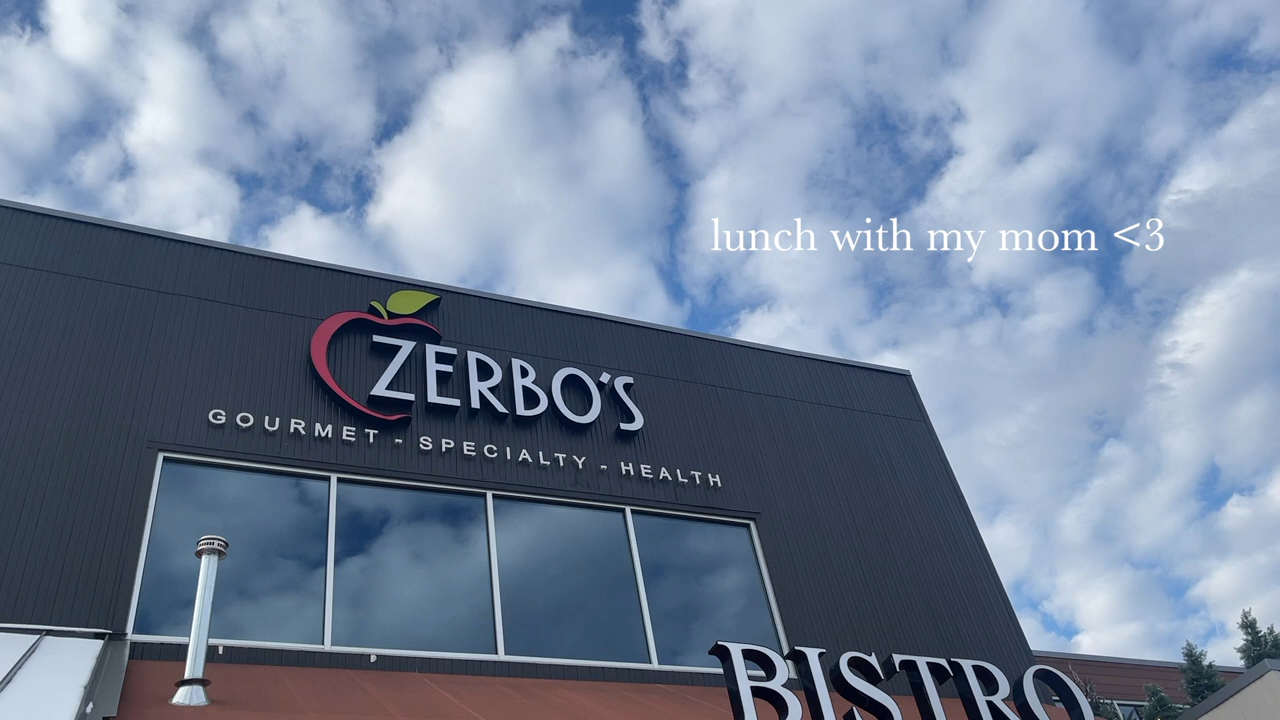 lunch with my mom <3
ZERBO'S
GOURMET - SPECIALTY - HEALTH
BISTRO